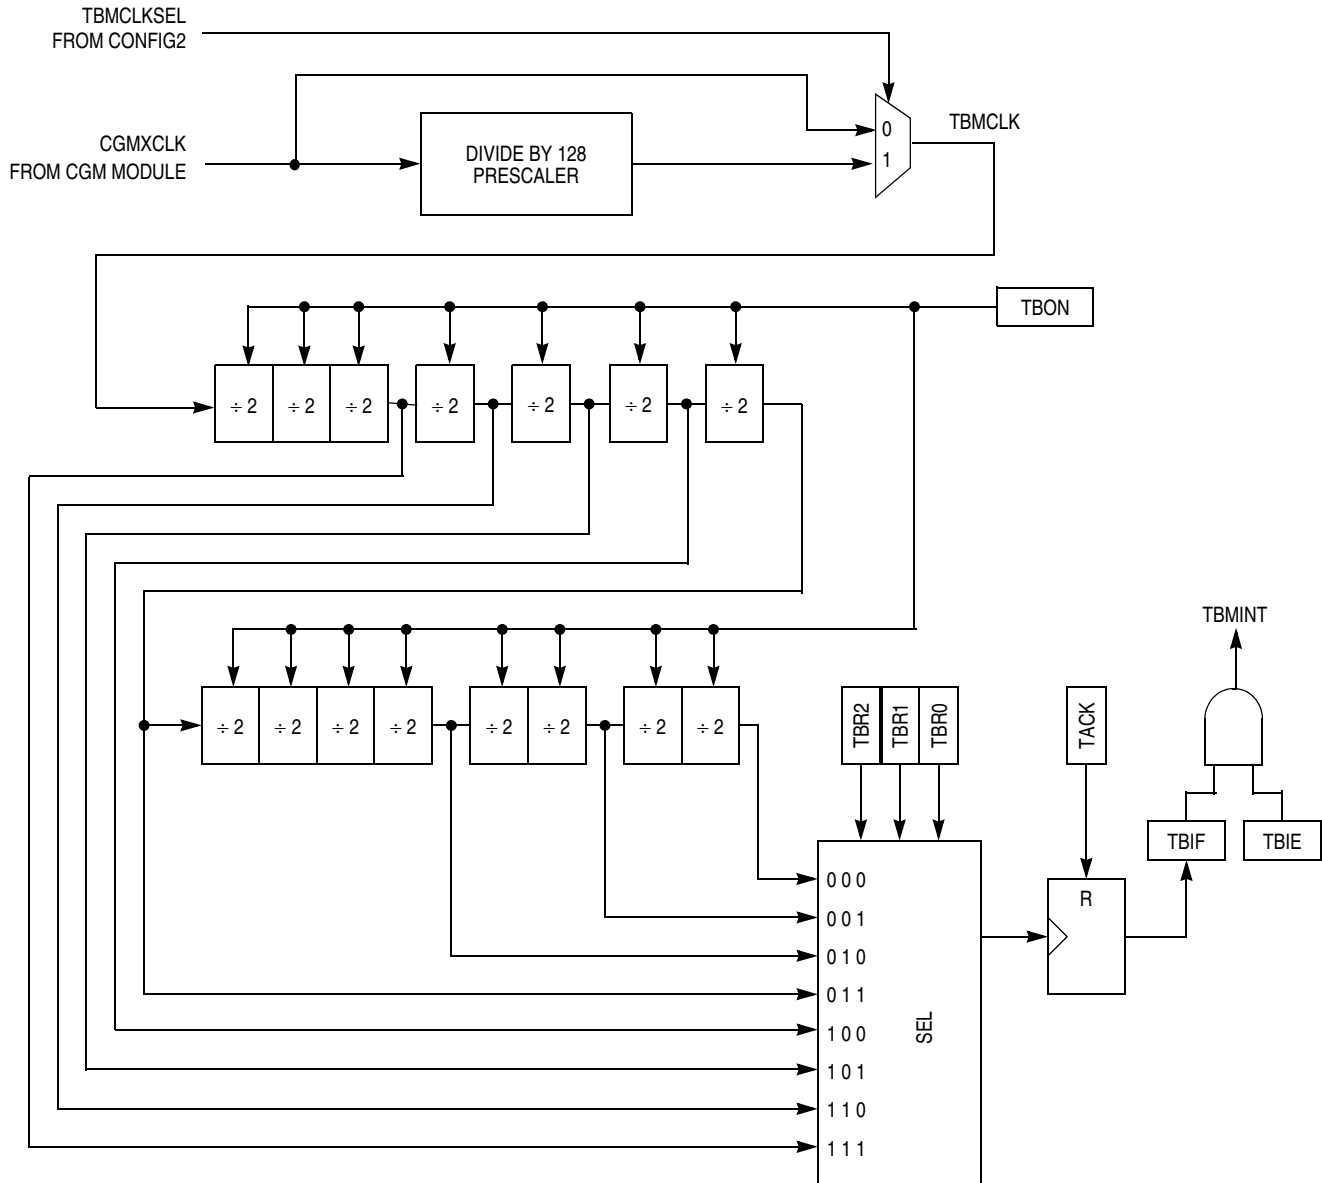 TBMCLKSEL
FROM CONFIG2
CGMXCLK
FROM CGM MODULE
DIVIDE BY 128
PRESCALER
0
1
TBMCLK
TBON
÷ 2 ÷ 2 ÷ 2 ÷ 2 ÷ 2 ÷ 2 ÷ 2
TBMINT
÷ 2 ÷ 2 ÷ 2 ÷ 2 ÷ 2 ÷ 2 ÷ 2 ÷ 2
TBR2
TBR1
TBR0
TACK
TBIF
TBIE
R
0 0 0
0 0 1
0 1 0
0 1 1
1 0 0
1 0 1
1 1 0
1 1 1
SEL